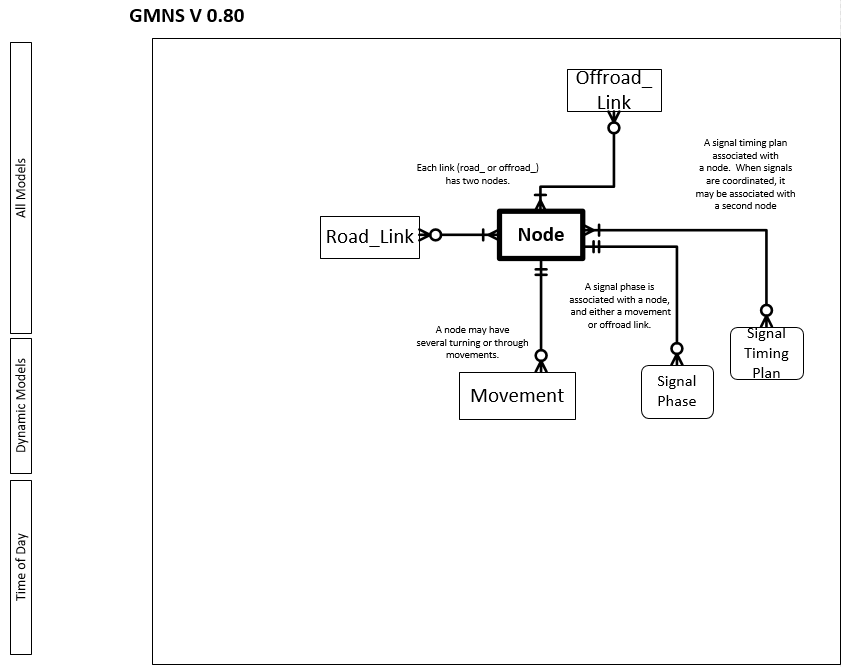 GMNS V 0.80
All Models
Dynamic Models
Time of Day
Offroad_
Link
A signal timing plan
associated with
a node. When signals
are coordinated, it
may be associated with
a second node
Each link (road_ or offroad_)
has two nodes.
Road_Link
Node
A signal phase is
associated with a node,
and either a movement
or offroad link.
A node may have
several turning or through
movements.
Signal
Timing
Plan
Movement
Signal
Phase